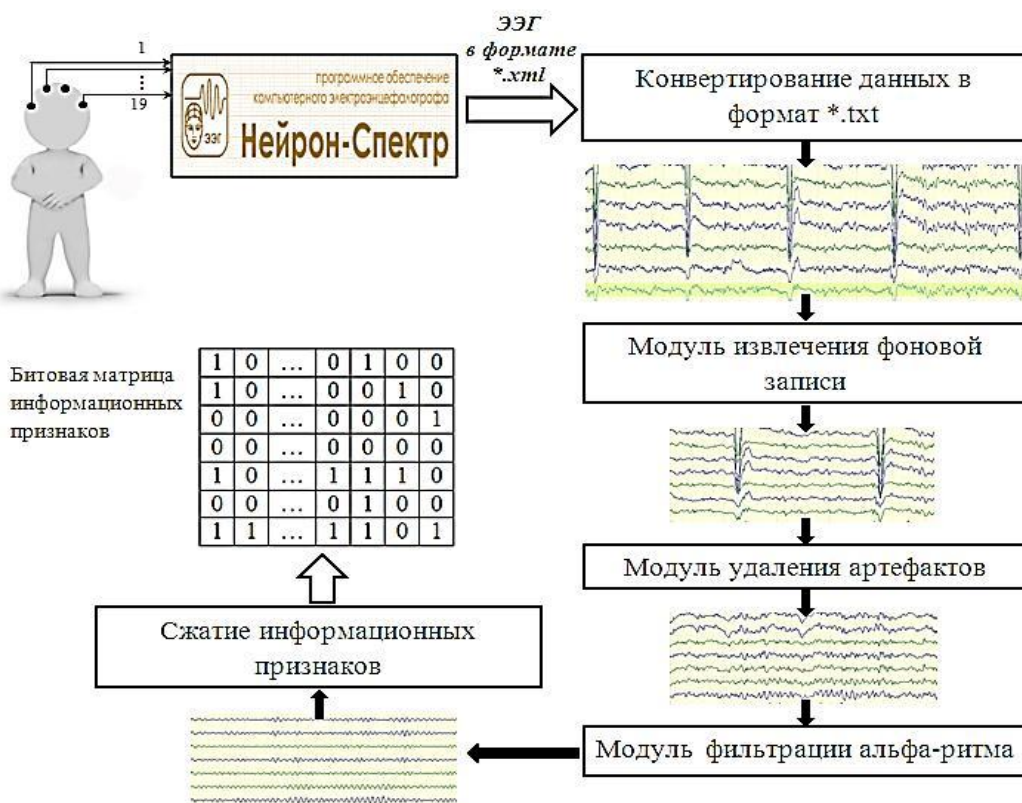 1
⋮
19
ЭЭГ
программное обеспечение
компьютерного электроэнцефалографа
Нейрон-Спектр
ЭЭГ
в формате
*.xml
Конвертирование данных в
формат *.txt
Модуль извлечения фоновой
записи
Модуль удаления артефактов
Модуль фильтрации альфа-ритма
Сжатие информационных
признаков
Битовая матрица
информационных
признаков
1 0 ... 0 1 0 0
1 0 ... 0 0 1 0
0 0 ... 0 0 0 1
0 0 ... 0 0 0 0
1 0 ... 1 1 1 0
0 0 ... 0 1 0 0
1 1 ... 1 1 0 1